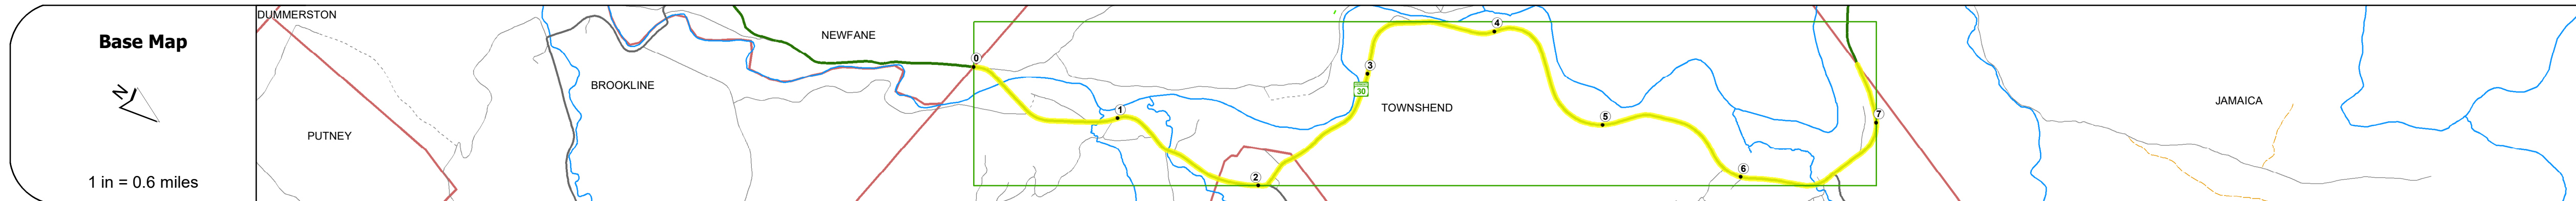 Base Map
N
1 in = 0.6 miles
DUMMERSTON
PUTNEY
BROOKLINE
NEWFANE
0
1
2
3
30
4
TOWNSHEND
5
6
7
JAMAICA